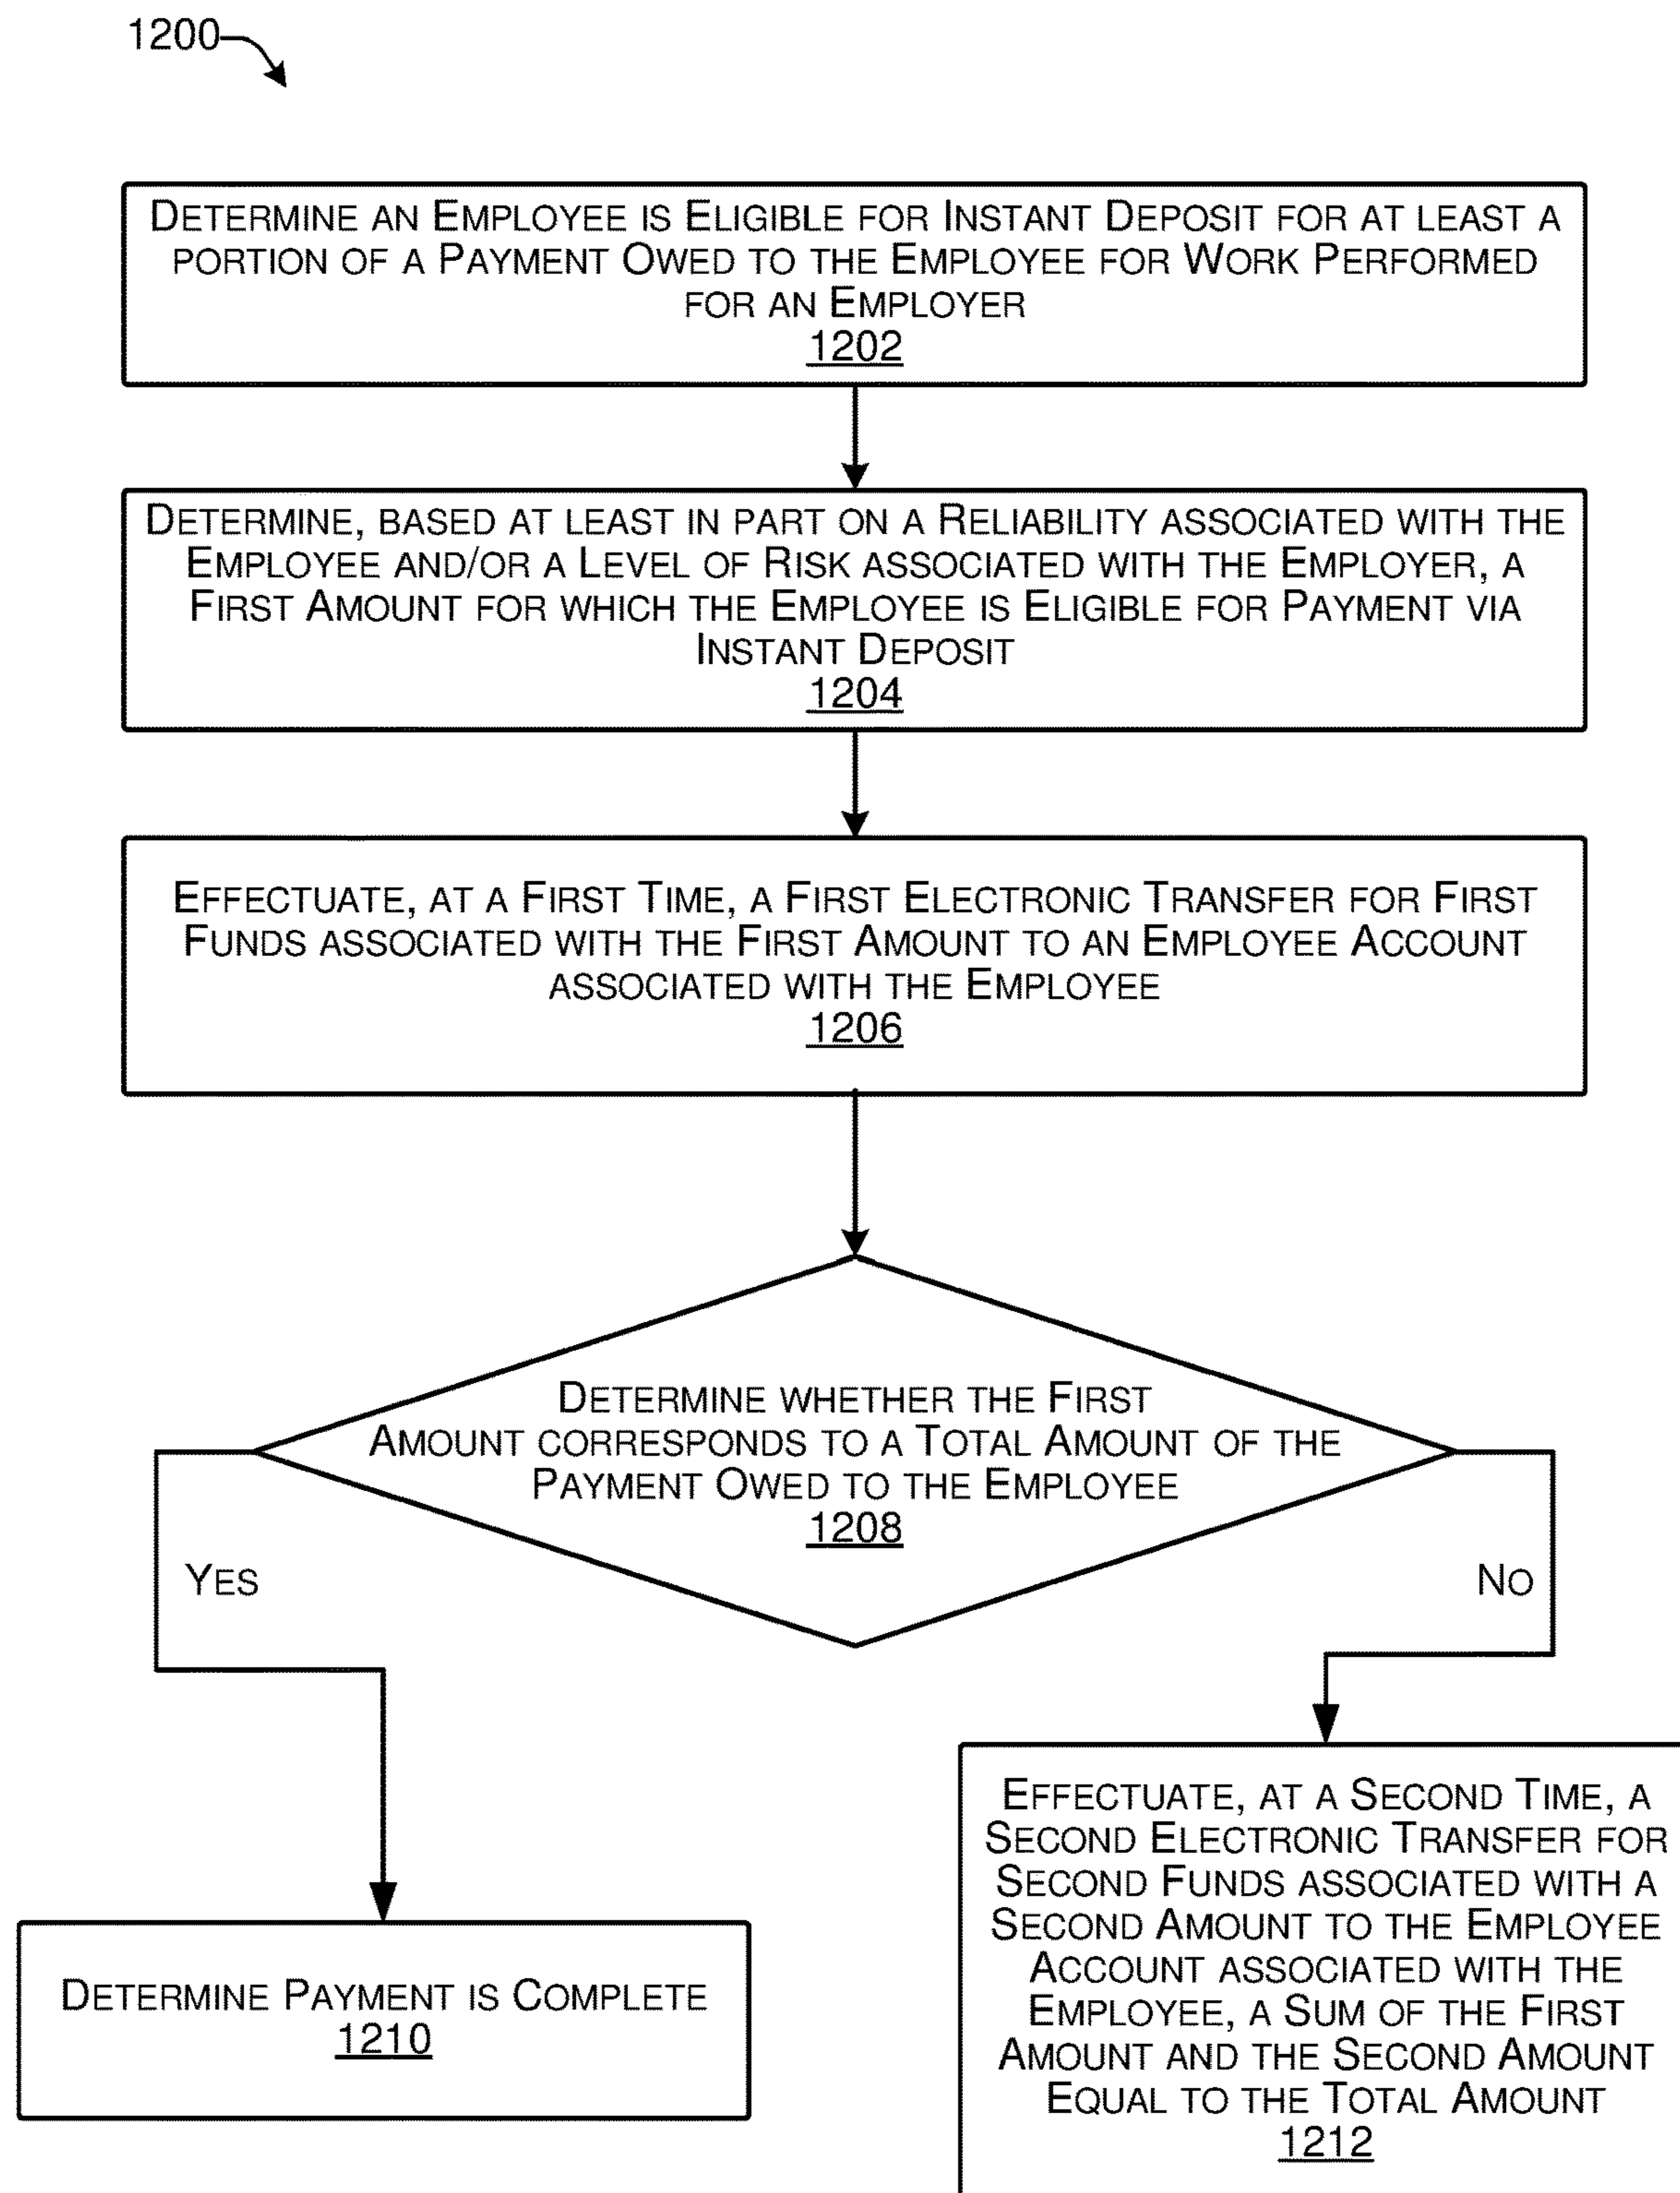 1200
DETERMINE AN EMPLOYEE IS ELIGIBLE FOR INSTANT DEPOSIT FOR AT LEAST A
PORTION OF A PAYMENT OWED TO THE EMPLOYEE FOR WORK PERFORMED
FOR AN EMPLOYER
1202
DETERMINE, BASED AT LEAST IN PART ON A RELIABILITY ASSOCIATED WITH THE
EMPLOYEE AND/OR A LEVEL OF RISK ASSOCIATED WITH THE EMPLOYER, A
FIRST AMOUNT FOR WHICH THE EMPLOYEE IS ELIGIBLE FOR PAYMENT VIA
INSTANT DEPOSIT
1204
EFFECTUATE, AT A FIRST TIME, A FIRST ELECTRONIC TRANSFER FOR FIRST
FUNDS ASSOCIATED WITH THE FIRST AMOUNT TO AN EMPLOYEE ACCOUNT
ASSOCIATED WITH THE EMPLOYEE
1206
DETERMINE WHETHER THE FIRST
AMOUNT CORRESPONDS TO A TOTAL AMOUNT OF THE
PAYMENT OWED TO THE EMPLOYEE
1208
YES
NO
DETERMINE PAYMENT IS COMPLETE
1210
EFFECTUATE, AT A SECOND TIME, A
SECOND ELECTRONIC TRANSFER FOR
SECOND FUNDS ASSOCIATED WITH A
SECOND AMOUNT TO THE EMPLOYEE
ACCOUNT ASSOCIATED WITH THE
EMPLOYEE, A SUM OF THE FIRST
AMOUNT AND THE SECOND AMOUNT
EQUAL TO THE TOTAL AMOUNT
1212